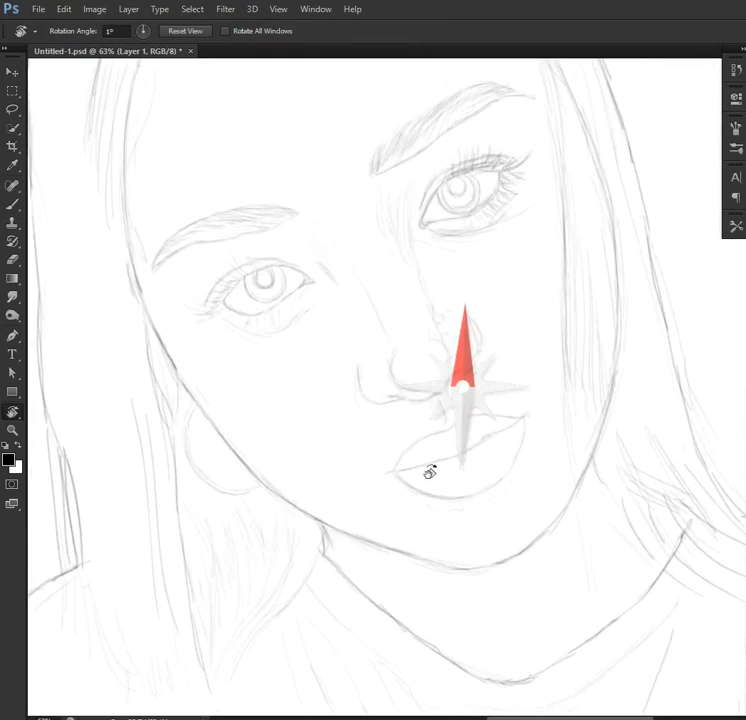 Ps File Edit Image Layer Type Select Filter 3D View Window Help
Rotation Angle: 1° Reset View Rotate All Windows
Untitled-1.psd @ 63% (Layer 1, RGB/8) * ×